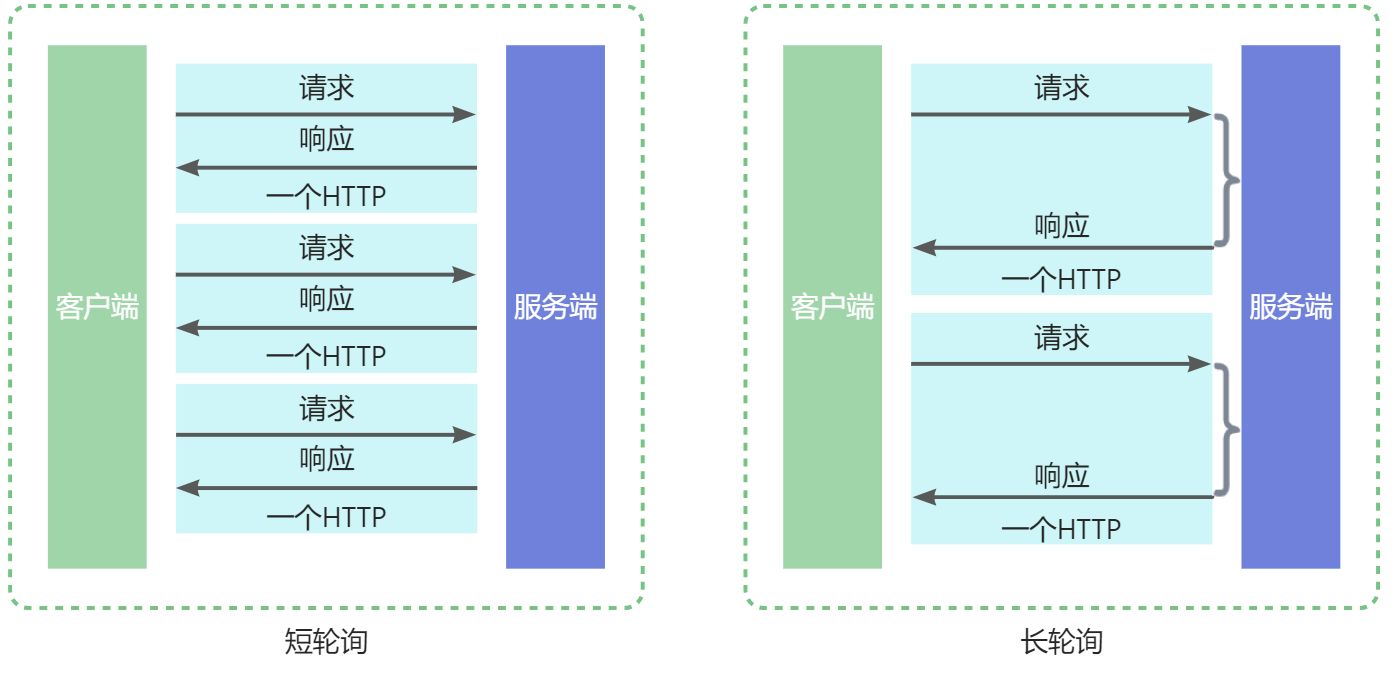 客户端
请求
响应
一个HTTP
请求
响应
一个HTTP
请求
响应
一个HTTP
服务端
短轮询
客户端
请求
响应
一个HTTP
请求
响应
一个HTTP
服务端
长轮询